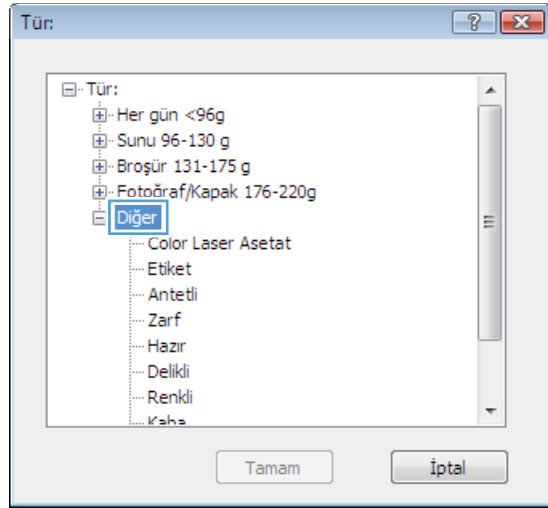 Tür:
Tür:
Her gün <96g
Sunu 96-130 g
Broşür 131-175 g
Fotoğraf/Kapak 176-220g
Diğer
Color Laser Asetat
Etiket
Antetli
Zarf
Hazır
Delikli
Renkli
Kaba
Tamam
İptal